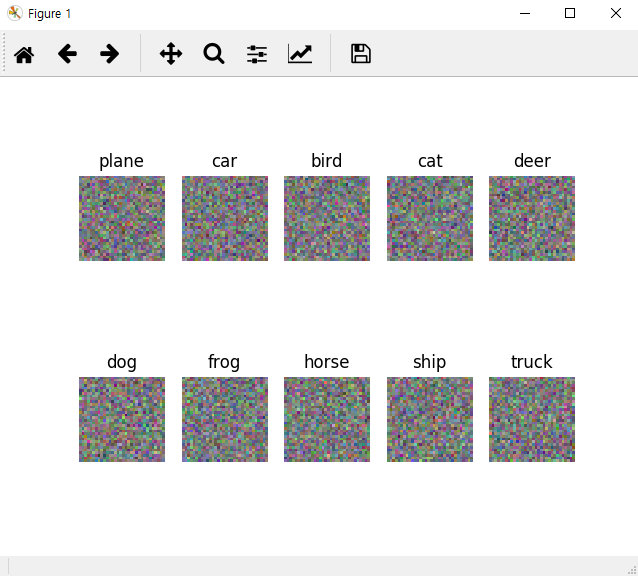 Figure 1
plane car bird cat deer
dog frog horse ship truck